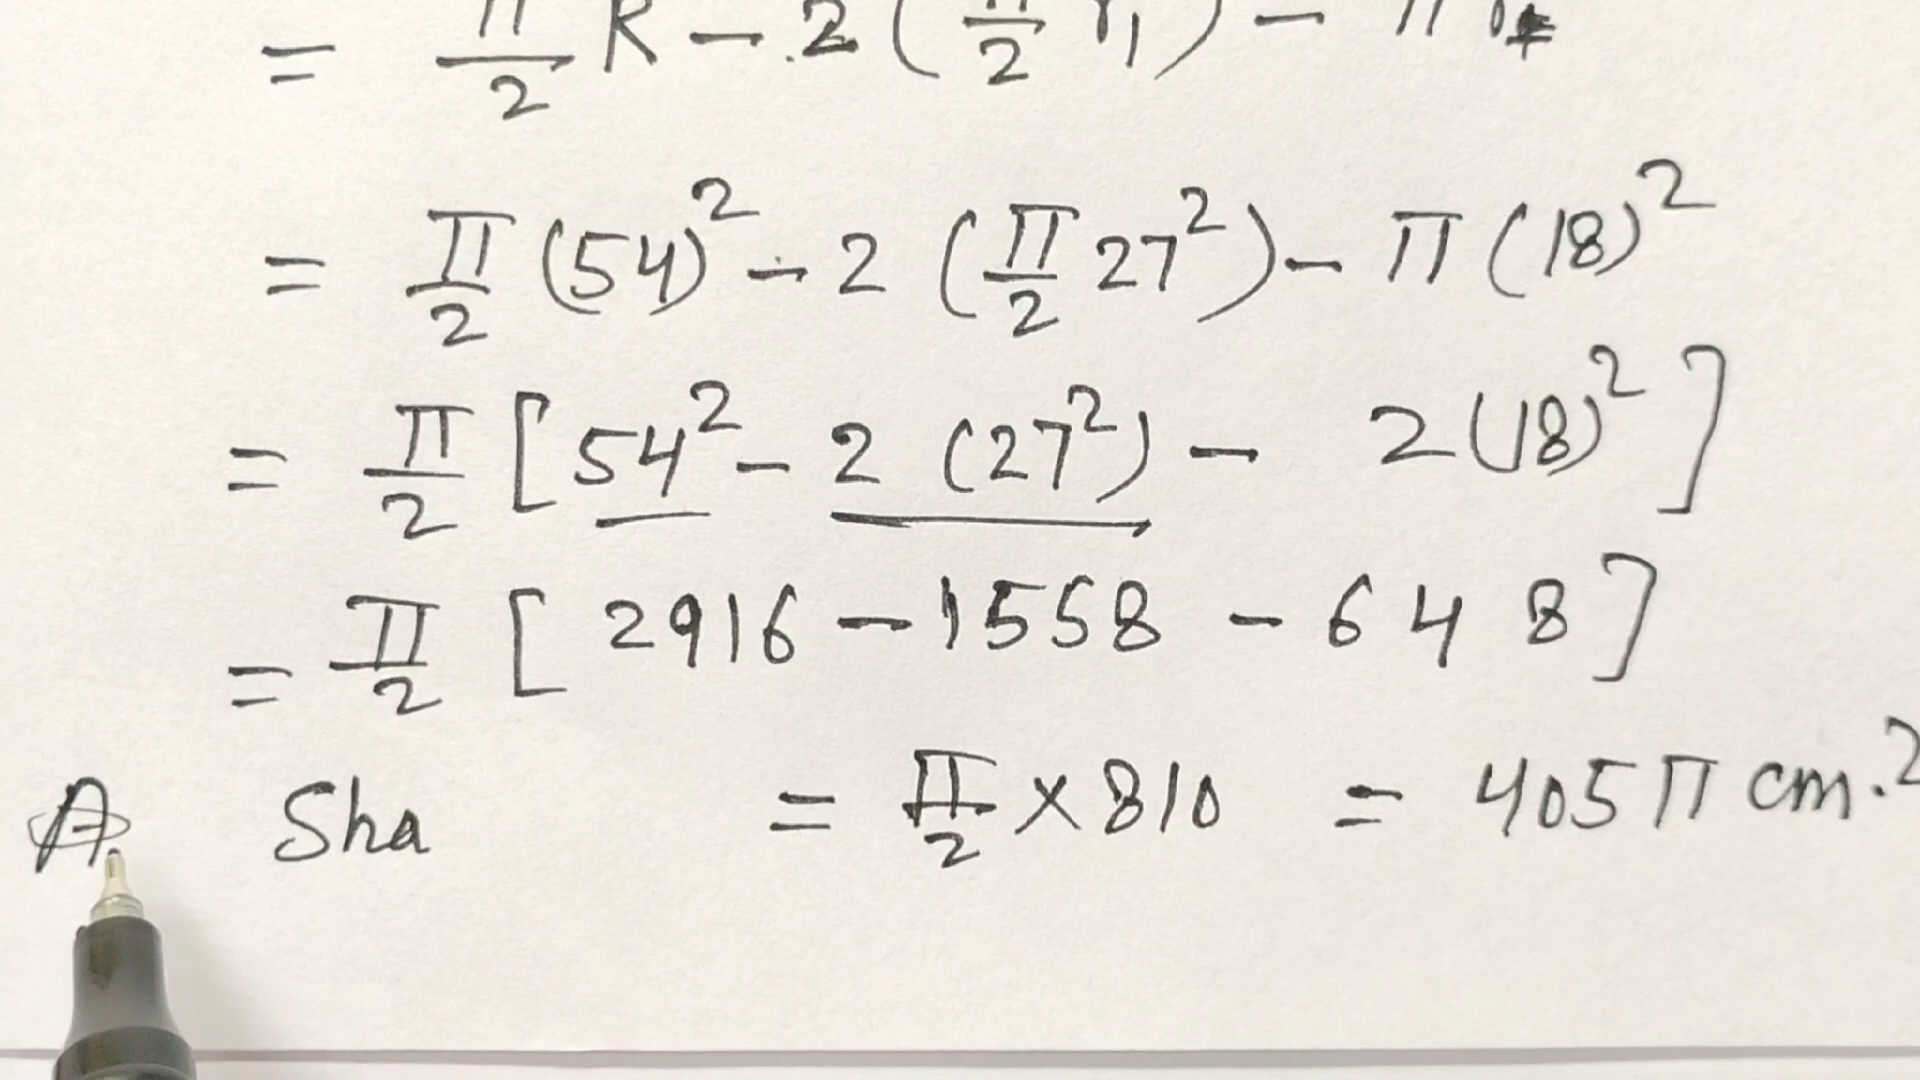 = π/2 R - 2 (π/2 r₁) - π
= π/2 (54)² - 2 (π/2 27²) - π (18)²
= π/2 [54² - 2 (27²) - 2 (18)²]
= π/2 [2916 - 1558 - 648]
A Sha = π/2 × 810 = 405 π cm.²